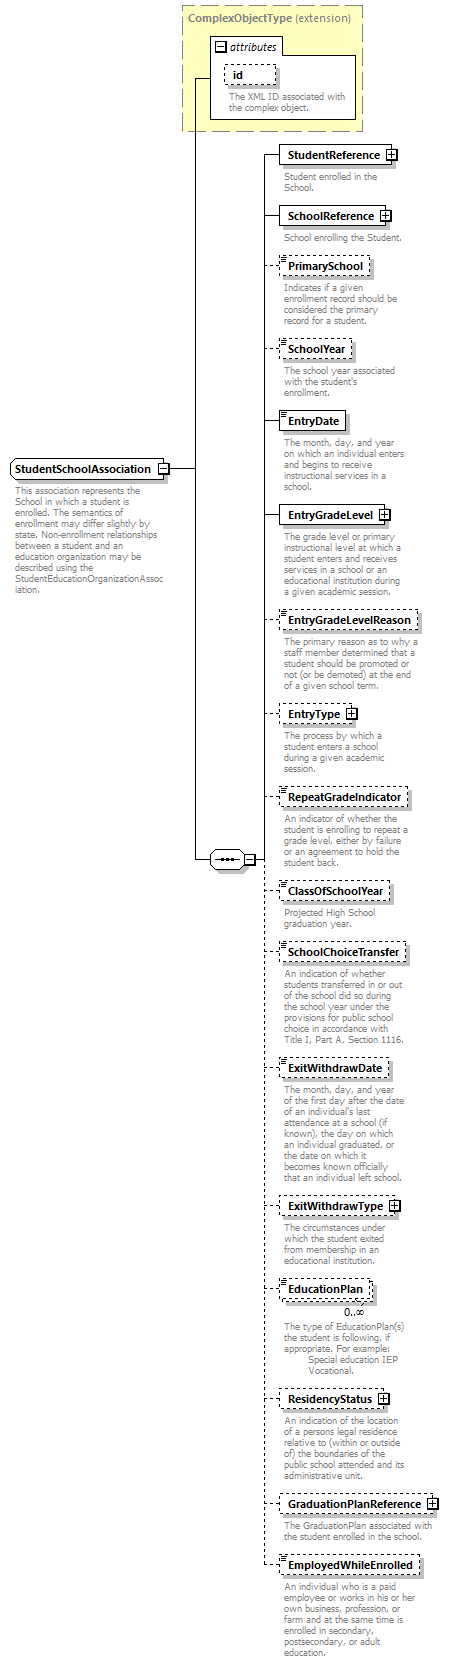 ComplexObjectType (extension)
attributes
id
The XML ID associated with
the complex object.
StudentReference
Student enrolled in the
School.
SchoolReference
School enrolling the Student.
PrimarySchool
Indicates if a given
enrollment record should be
considered the primary
record for a student.
SchoolYear
The school year associated
with the student's
enrollment.
EntryDate
The month, day, and year
on which an individual enters
and begins to receive
instructional services in a
school.
StudentSchoolAssociation
This association represents the
School in which a student is
enrolled. The semantics of
enrollment may differ slightly by
state. Non-enrollment relationships
between a student and an
education organization may be
described using the
StudentEducationOrganizationAssoc
iation.
EntryGradeLevel
The grade level or primary
instructional level at which a
student enters and receives
services in a school or an
educational institution during
a given academic session.
EntryGradeLevelReason
The primary reason as to why a
staff member determined that a
student should be promoted or
not (or be demoted) at the end
of a given school term.
EntryType
The process by which a
student enters a school
during a given academic
session.
RepeatGradeIndicator
An indicator of whether the
student is enrolling to repeat a
grade level, either by failure
or an agreement to hold the
student back.
ClassOfSchoolYear
Projected High School
graduation year.
SchoolChoiceTransfer
An indication of whether
students transferred in or out
of the school did so during
the school year under the
provisions for public school
choice in accordance with
Title I, Part A, Section 1116.
ExitWithdrawDate
The month, day, and year
of the first day after the date
of an individual's last
attendance at a school (if
known), the day on which
an individual graduated, or
the date on which it
becomes known officially
that an individual left school.
ExitWithdrawType
The circumstances under
which the student exited
from membership in an
educational institution.
EducationPlan
0..∞
The type of EducationPlan(s)
the student is following, if
appropriate. For example:
Special education IEP
Vocational.
ResidencyStatus
An indication of the location
of a persons legal residence
relative to (within or outside
of) the boundaries of the
public school attended and its
administrative unit.
GraduationPlanReference
The GraduationPlan associated with
the student enrolled in the school.
EmployedWhileEnrolled
An individual who is a paid
employee or works in his or her
own business, profession, or
farm and at the same time is
enrolled in secondary,
postsecondary, or adult
education.